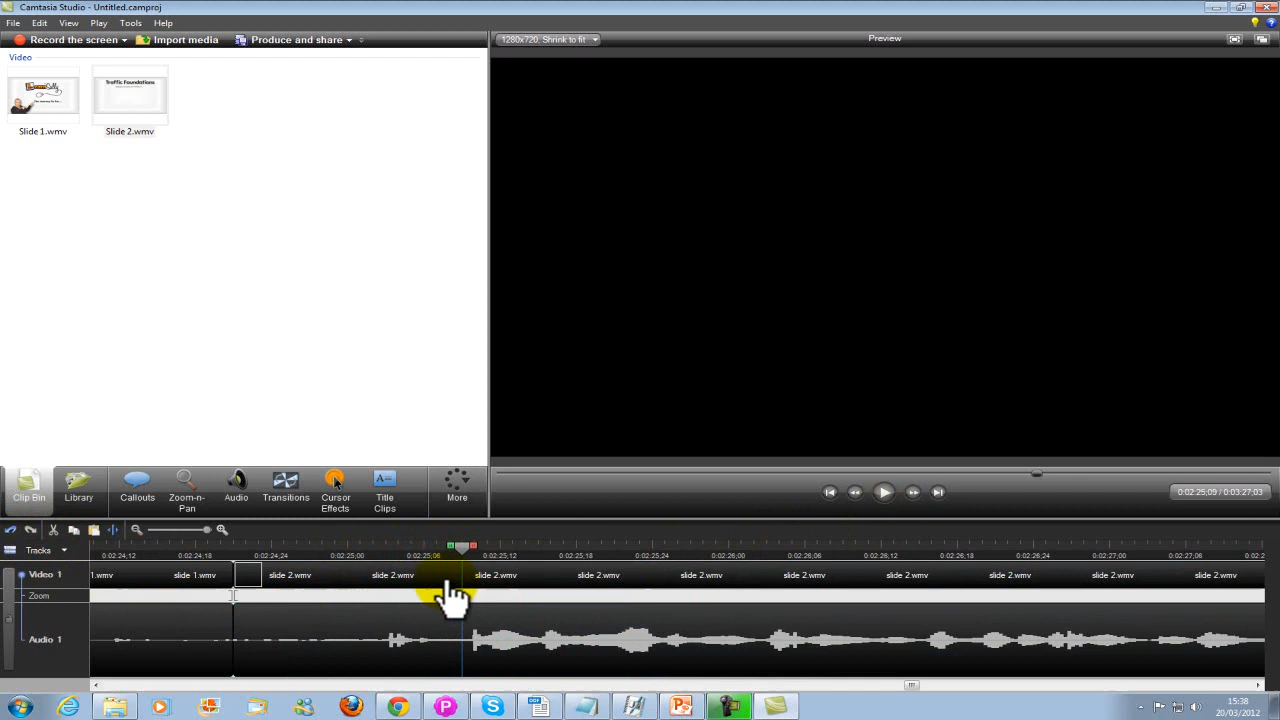 Camtasia Studio - Untitled.camproj
File Edit View Play Tools Help
Record the screen Import media Produce and share
1280x720, Shrink to fit
Preview
Video
Traffic Foundations
Slide 1.wmv Slide 2.wmv
Clip Bin Library Callouts Zoom-n-Pan Audio Transitions Cursor Effects Title Clips More
0:02:25;09 / 0:03:27;03
Tracks
0:02:24;12 0:02:24;18 0:02:24;24 0:02:25;00 0:02:25;06 0:02:25;12 0:02:25;18 0:02:25;24 0:02:26;00 0:02:26;06 0:02:26;12 0:02:26;18 0:02:26;24 0:02:27;00 0:02:27;06 0:02:2
Video 1 1.wmv slide 1.wmv slide 2.wmv slide 2.wmv slide 2.wmv slide 2.wmv slide 2.wmv slide 2.wmv slide 2.wmv slide 2.wmv slide 2.wmv slide 2.wmv
Zoom
Audio 1
15:38
20/03/2012